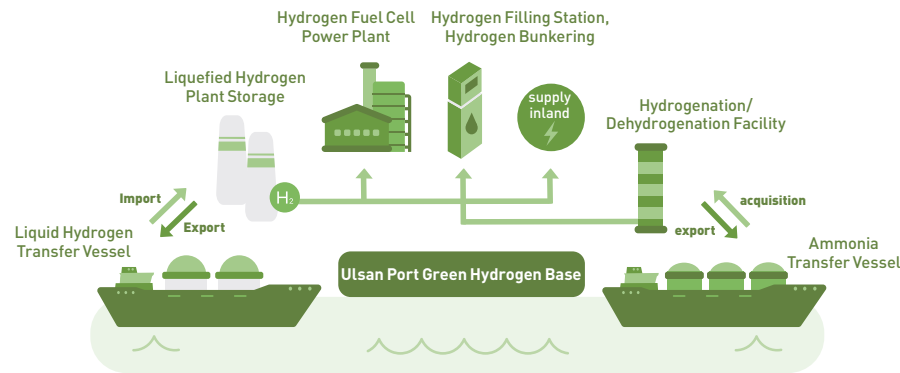 Hydrogen Fuel Cell
Power Plant
Hydrogen Filling Station,
Hydrogen Bunkering
Liquefied Hydrogen
Plant Storage
supply
inland
Hydrogenation/
Dehydrogenation Facility
H₂
Import
Export
acquisition
export
Liquid Hydrogen
Transfer Vessel
Ammonia
Transfer Vessel
Ulsan Port Green Hydrogen Base